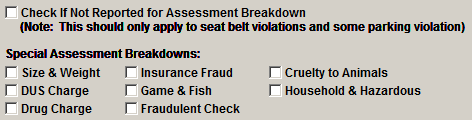 Check If Not Reported for Assessment Breakdown
(Note: This should only apply to seat belt violations and some parking violation)
Special Assessment Breakdowns:
Size & Weight Insurance Fraud Cruelty to Animals
DUS Charge Game & Fish Household & Hazardous
Drug Charge Fraudulent Check